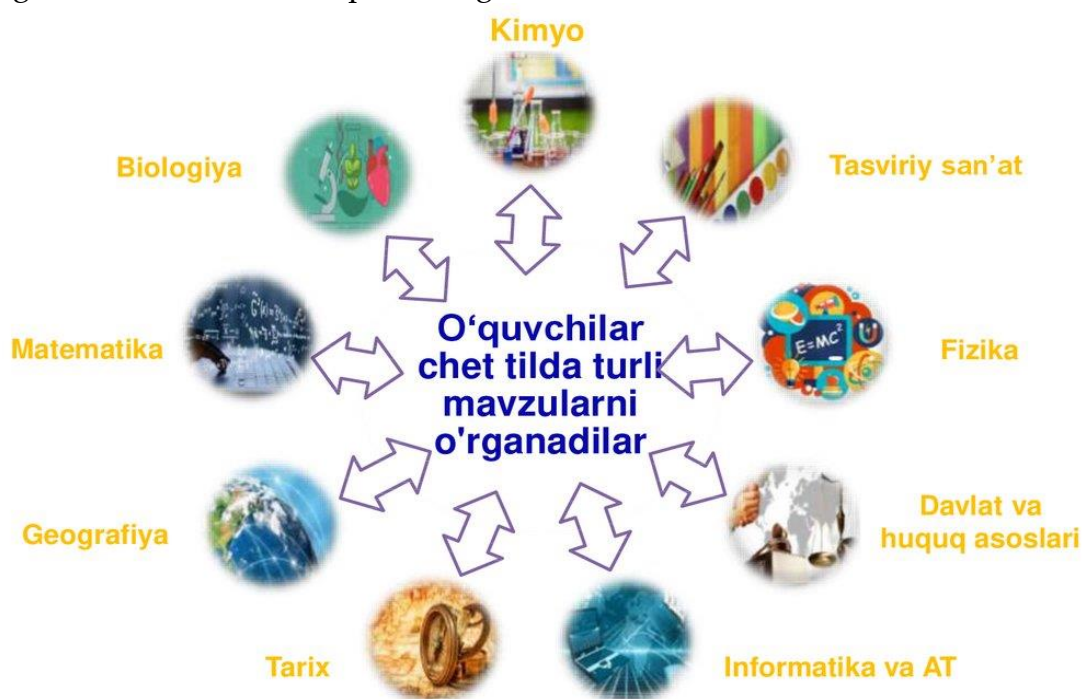 Kimyo
Biologiya
Tasviriy san’at
Matematika
O‘quvchilar
chet tilda turli
mavzularni
o'rganadilar
Fizika
E=MC²
Geografiya
Davlat va
huquq asoslari
Tarix
Informatika va AT